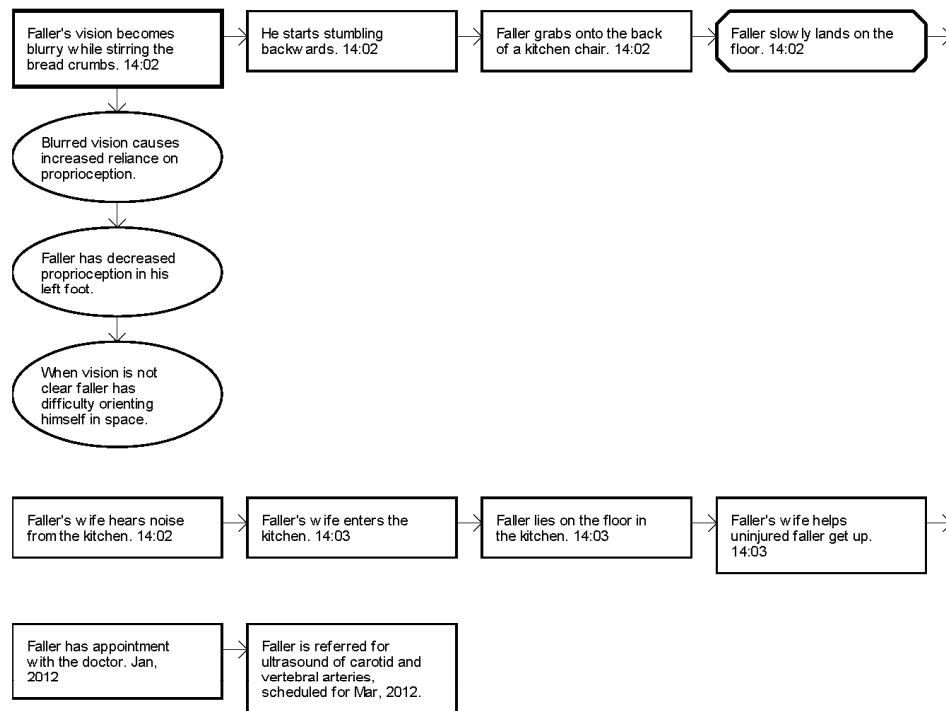 Faller's vision becomes
blurry while stirring the
bread crumbs. 14:02
He starts stumbling
backwards. 14:02
Faller grabs onto the back
of a kitchen chair. 14:02
Faller slowly lands on the
floor. 14:02
Blurred vision causes
increased reliance on
proprioception.
Faller has decreased
proprioception in his
left foot.
When vision is not
clear faller has
difficulty orienting
himself in space.
Faller's wife hears noise
from the kitchen. 14:02
Faller's wife enters the
kitchen. 14:03
Faller lies on the floor in
the kitchen. 14:03
Faller's wife helps
uninjured faller get up.
14:03
Faller has appointment
with the doctor. Jan,
2012
Faller is referred for
ultrasound of carotid and
vertebral arteries,
scheduled for Mar, 2012.